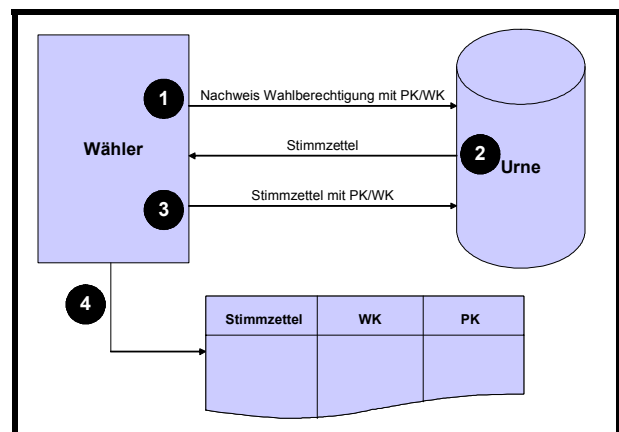 1
Nachweis Wahlberechtigung mit PK/WK
Wähler
Stimmzettel
2
Urne
3
Stimmzettel mit PK/WK
4
Stimmzettel
WK
PK